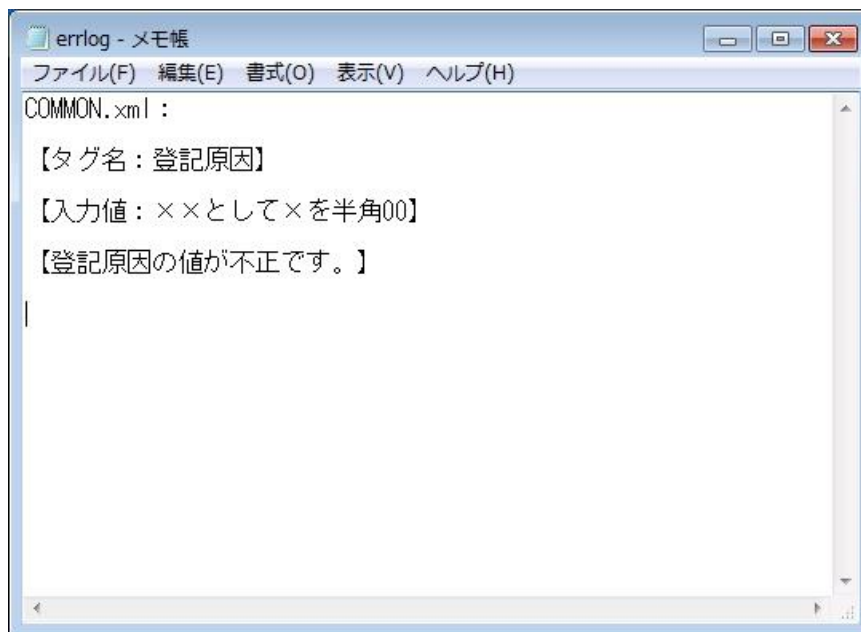 errlog - メモ帳
ファイル(F) 編集(E) 書式(O) 表示(V) ヘルプ(H)
COMMON.xml：
【タグ名：登記原因】
【入力値：××として×を半角00】
【登記原因の値が不正です。】